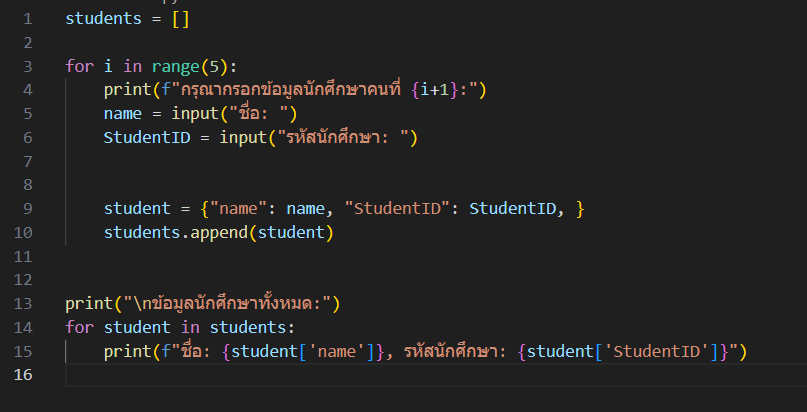 1 students = []
2
3 for i in range(5):
4     print(f"กรุณากรอกข้อมูลนักศึกษาคนที่ {i+1}:")
5     name = input("ชื่อ: ")
6     StudentID = input("รหัสนักศึกษา: ")
7
8
9     student = {"name": name, "StudentID": StudentID, }
10     students.append(student)
11
12
13 print("\nข้อมูลนักศึกษาทั้งหมด:")
14 for student in students:
15     print(f"ชื่อ: {student['name']}, รหัสนักศึกษา: {student['StudentID']}")
16